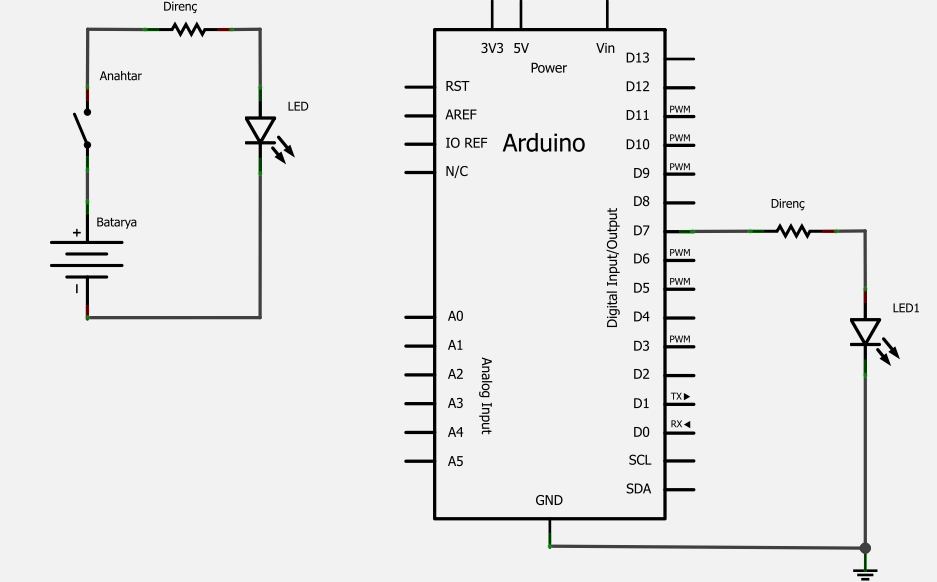 Direnç
Anahtar
LED
Batarya
+
3V3 5V Vin
Power
RST
AREF
IO REF
N/C
Arduino
A0
A1
A2
A3
A4
A5
Analog Input
Digital Input/Output
D13
D12
D11 PWM
D10 PWM
D9 PWM
D8
D7
D6 PWM
D5 PWM
D4
D3 PWM
D2
D1 TX
D0 RX
SCL
SDA
GND
Direnç
LED1